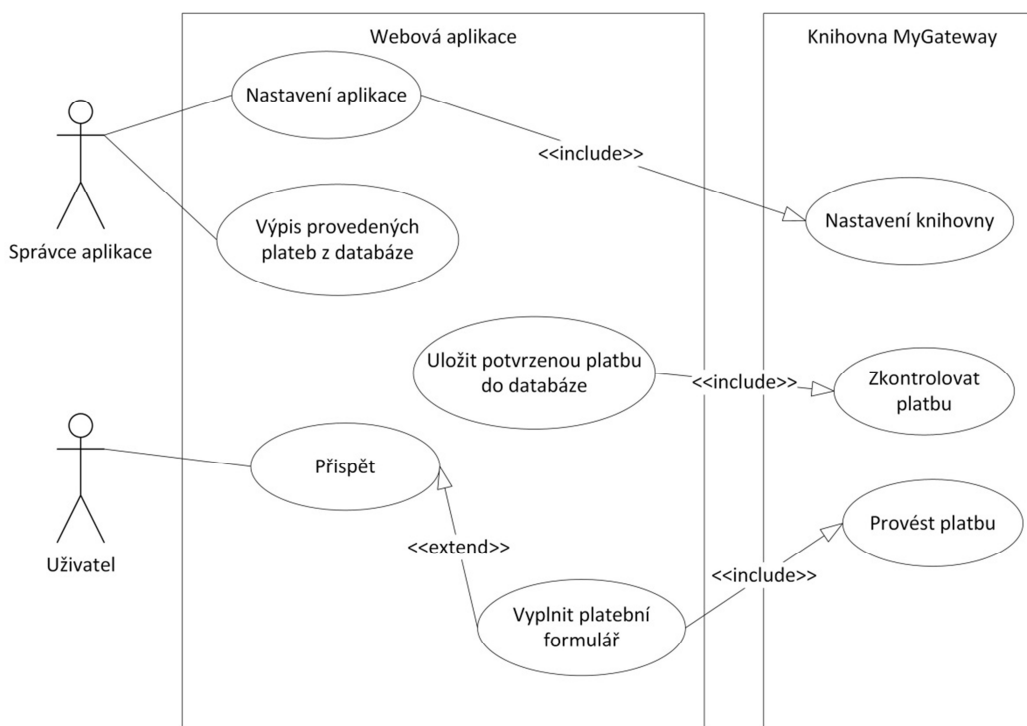 Webová aplikace
Knihovna MyGateway
Nastavení aplikace
<<include>>
Nastavení knihovny
Výpis provedených
plateb z databáze
Správce aplikace
Uložit potvrzenou platbu
do databáze
<<include>>
Zkontrolovat
platbu
Přispět
Provést platbu
<<extend>>
Uživatel
<<include>>
Vyplnit platební
formulář